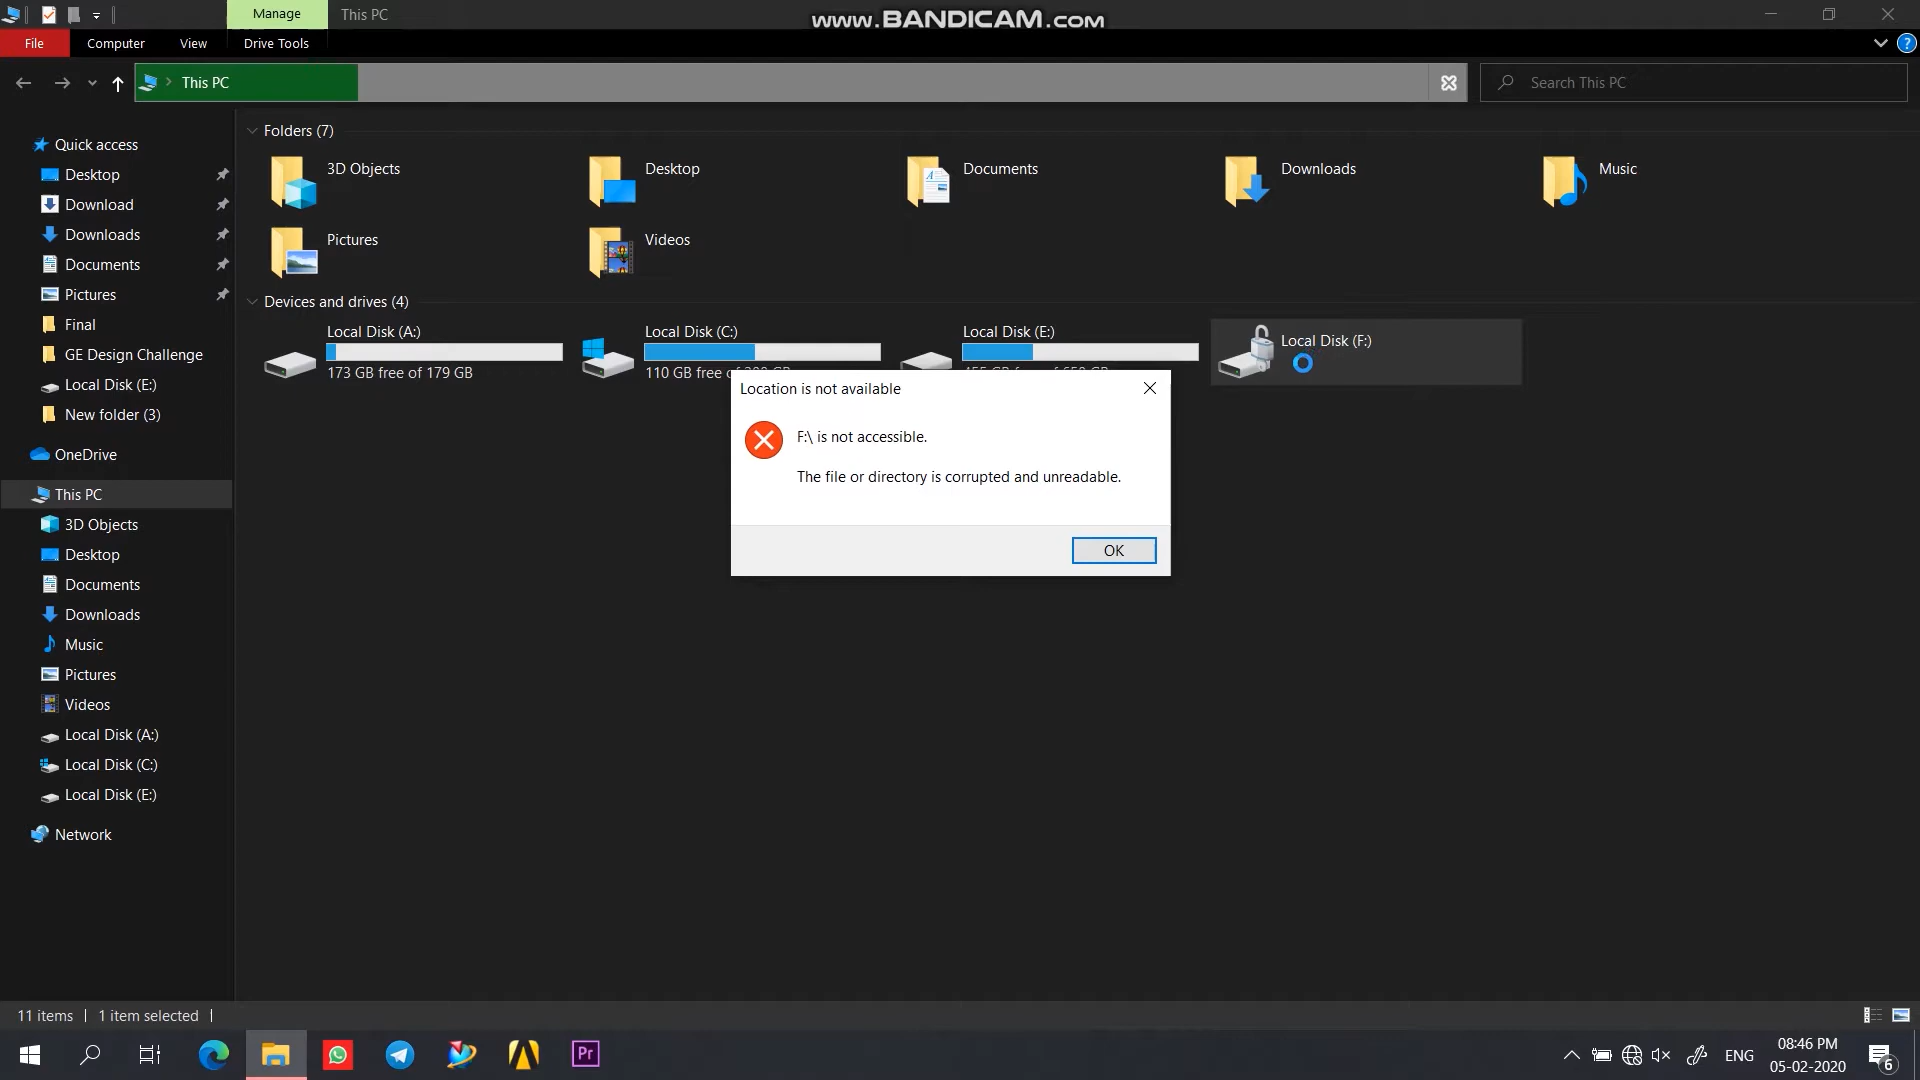 Manage
This PC
www.BANDICAM.com
File
Computer
View
Drive Tools
This PC
Search This PC
Quick access
Desktop
Download
Downloads
Documents
Pictures
Final
GE Design Challenge
Local Disk (E:)
New folder (3)
OneDrive
This PC
3D Objects
Desktop
Documents
Downloads
Music
Pictures
Videos
Local Disk (A:)
Local Disk (C:)
Local Disk (E:)
Network
Folders (7)
3D Objects
Desktop
Documents
Downloads
Music
Pictures
Videos
Devices and drives (4)
Local Disk (A:)
173 GB free of 179 GB
Local Disk (C:)
110 GB free
Local Disk (E:)
Local Disk (F:)
Location is not available
F:\ is not accessible.
The file or directory is corrupted and unreadable.
OK
11 items
1 item selected
Pr
ENG
08:46 PM
05-02-2020
6